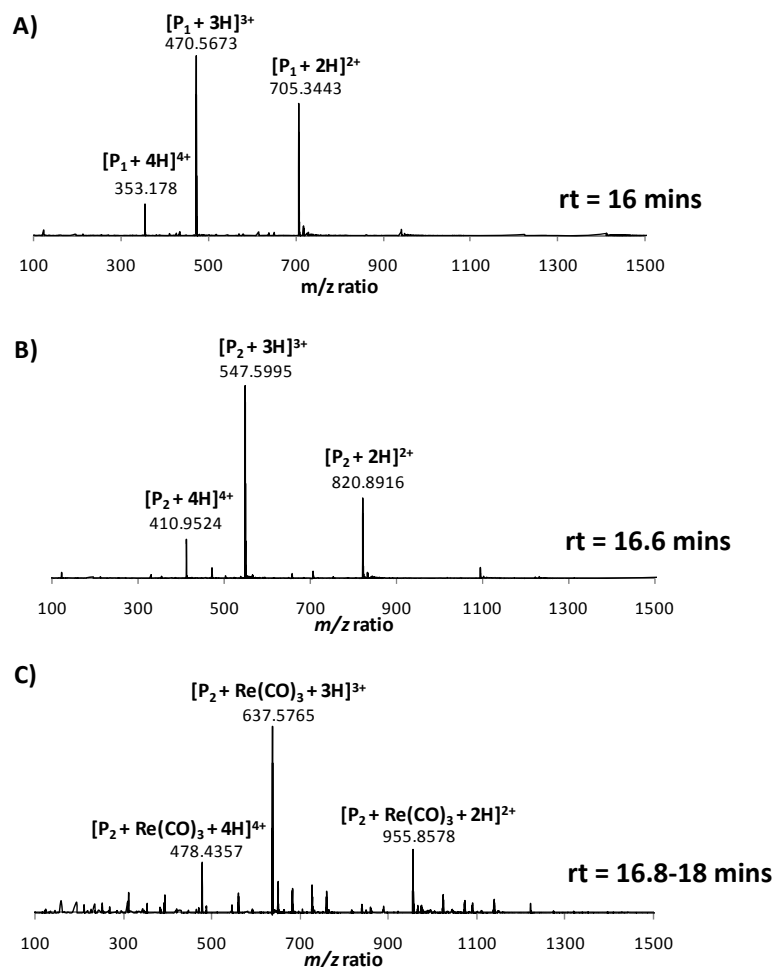 A)
[P₁ + 3H]³⁺
470.5673
[P₁ + 2H]²⁺
705.3443
[P₁ + 4H]⁴⁺
353.178
rt = 16 mins
100 300 500 700 900 1100 1300 1500
m/z ratio
B)
[P₂ + 3H]³⁺
547.5995
[P₂ + 2H]²⁺
820.8916
[P₂ + 4H]⁴⁺
410.9524
rt = 16.6 mins
100 300 500 700 900 1100 1300 1500
m/z ratio
C)
[P₂ + Re(CO)₃ + 3H]³⁺
637.5765
[P₂ + Re(CO)₃ + 4H]⁴⁺
478.4357
[P₂ + Re(CO)₃ + 2H]²⁺
955.8578
rt = 16.8-18 mins
100 300 500 700 900 1100 1300 1500
m/z ratio